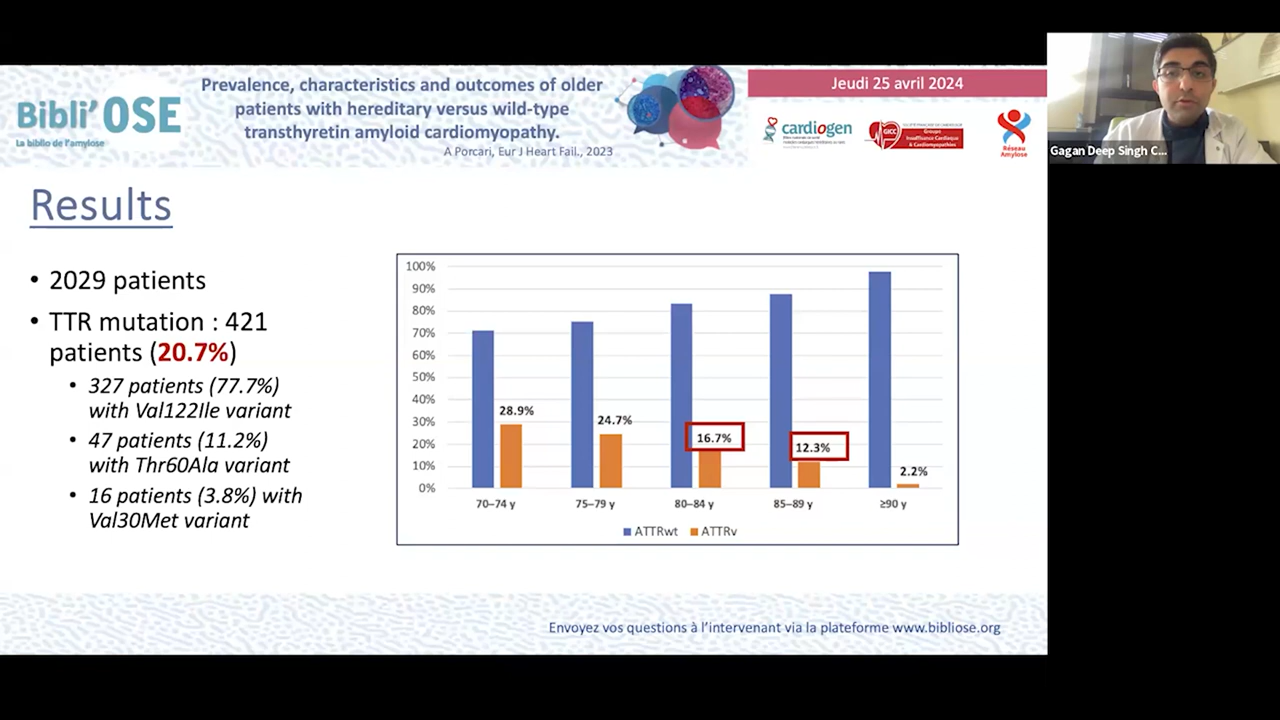 Bibli'OSE
La biblio de l'amylose
Prevalence, characteristics and outcomes of older
patients with hereditary versus wild-type
transthyretin amyloid cardiomyopathy.
A Porcari, Eur J Heart Fail., 2023
Jeudi 25 avril 2024
cardiogen
GICC
Groupe
Insuffisance Cardiaque
& Cardiomyopathies
Réseau
Amylose
Gagan Deep Singh C...
Results
• 2029 patients
• TTR mutation : 421
patients (20.7%)
• 327 patients (77.7%)
with Val122Ile variant
• 47 patients (11.2%)
with Thr60Ala variant
• 16 patients (3.8%) with
Val30Met variant
100%
90%
80%
70%
60%
50%
40%
30%
20%
10%
0%
28.9%
24.7%
16.7%
12.3%
2.2%
70–74 y
75–79 y
80–84 y
85–89 y
≥90 y
ATTRwt
ATTRv
Envoyez vos questions à l'intervenant via la plateforme www.bibliose.org